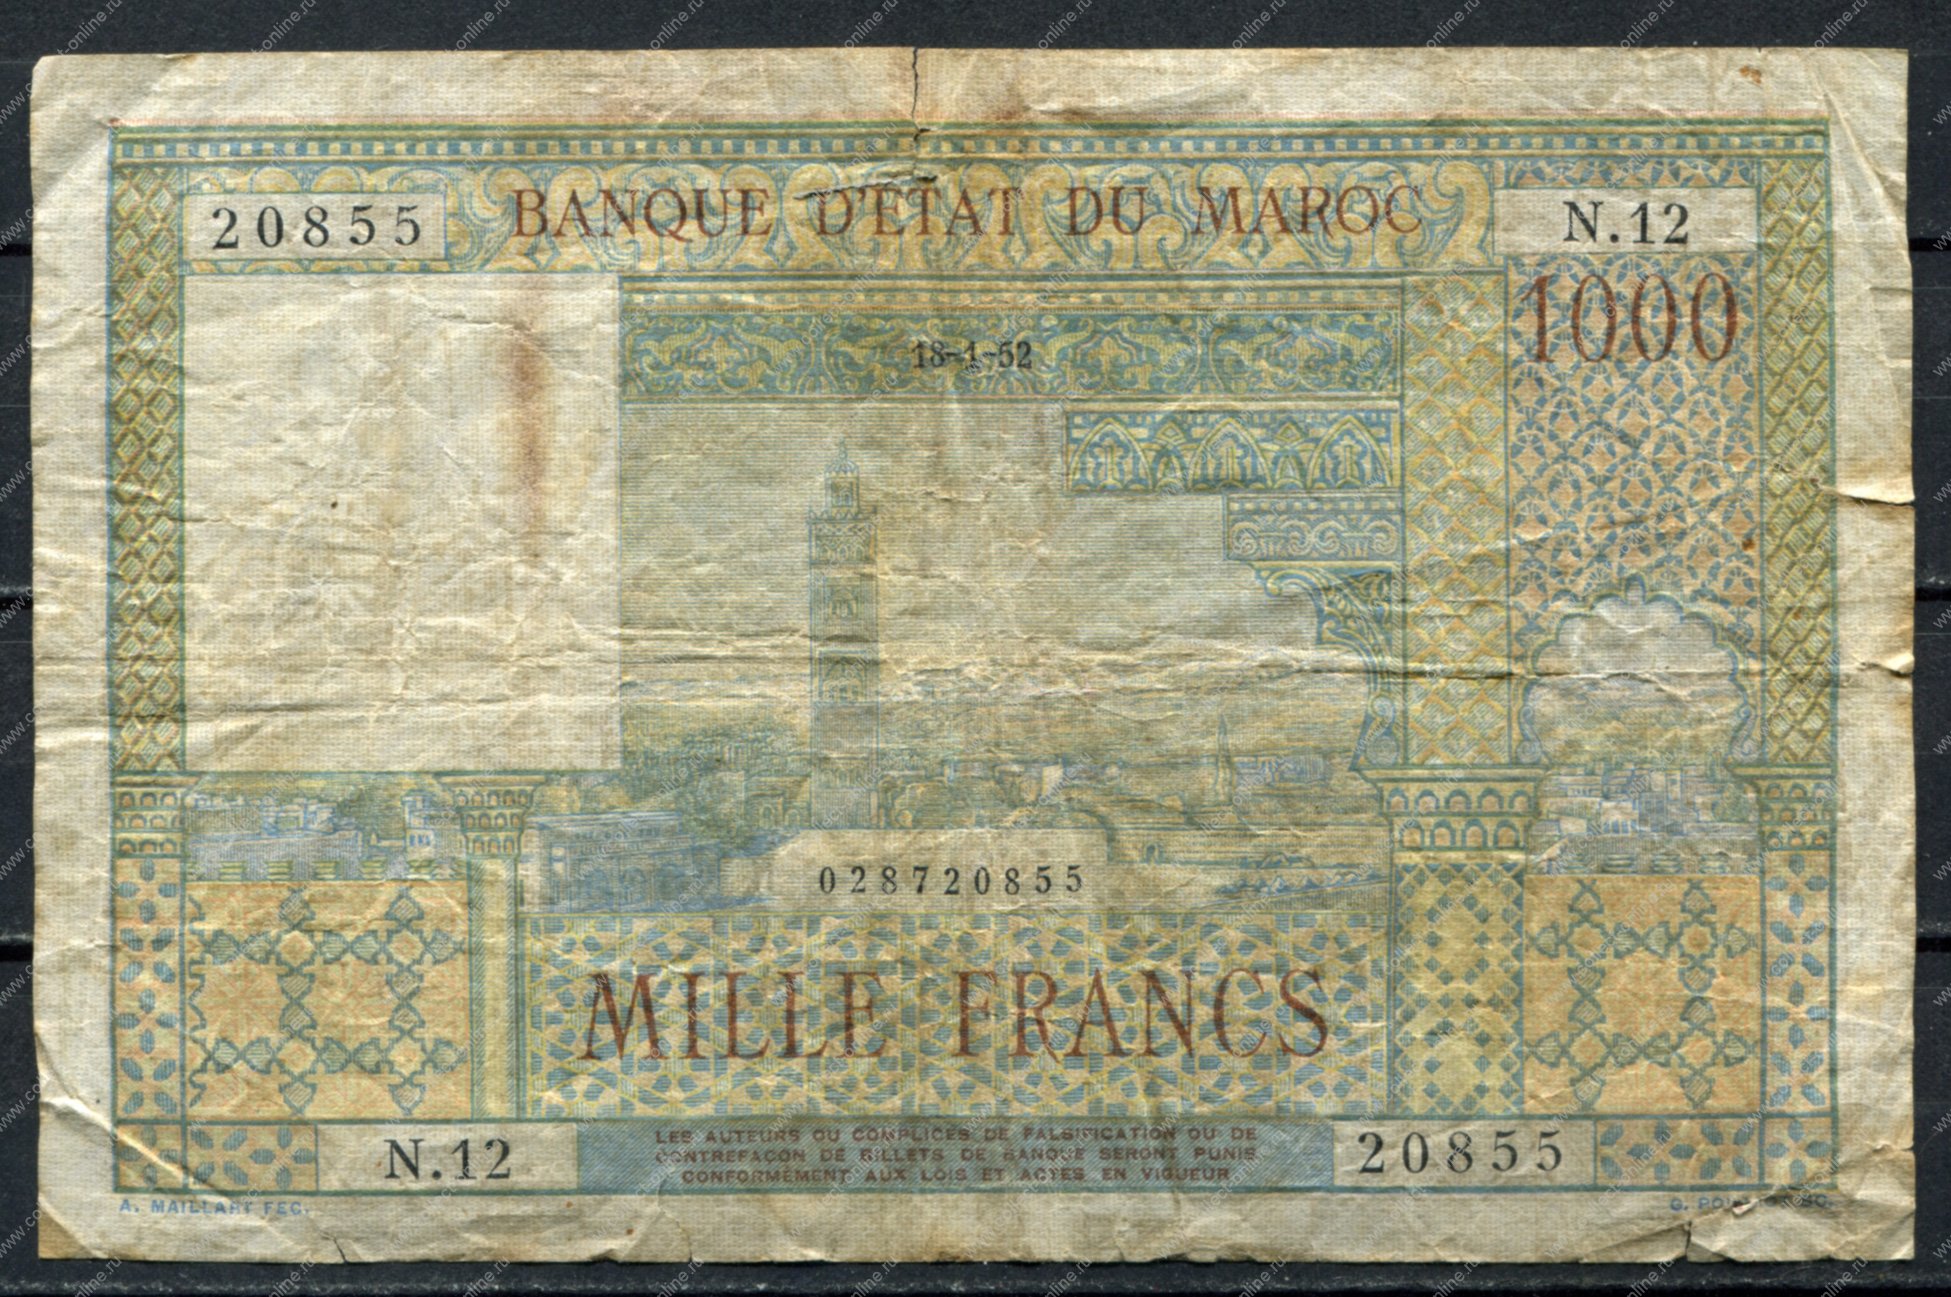 BANQUE D'ÉTAT DU MAROC
20855
N.12
1000
18-1-52
028720855
MILLE FRANCS
N.12
20855
LES AUTEURS OU COMPLICES DE FALSIFICATION OU DE
CONTREFAÇON DE BILLETS DE BANQUE SERONT PUNIS
CONFORMÉMENT AUX LOIS ET ACTES EN VIGUEUR
A. MAILLART FEC.
G.